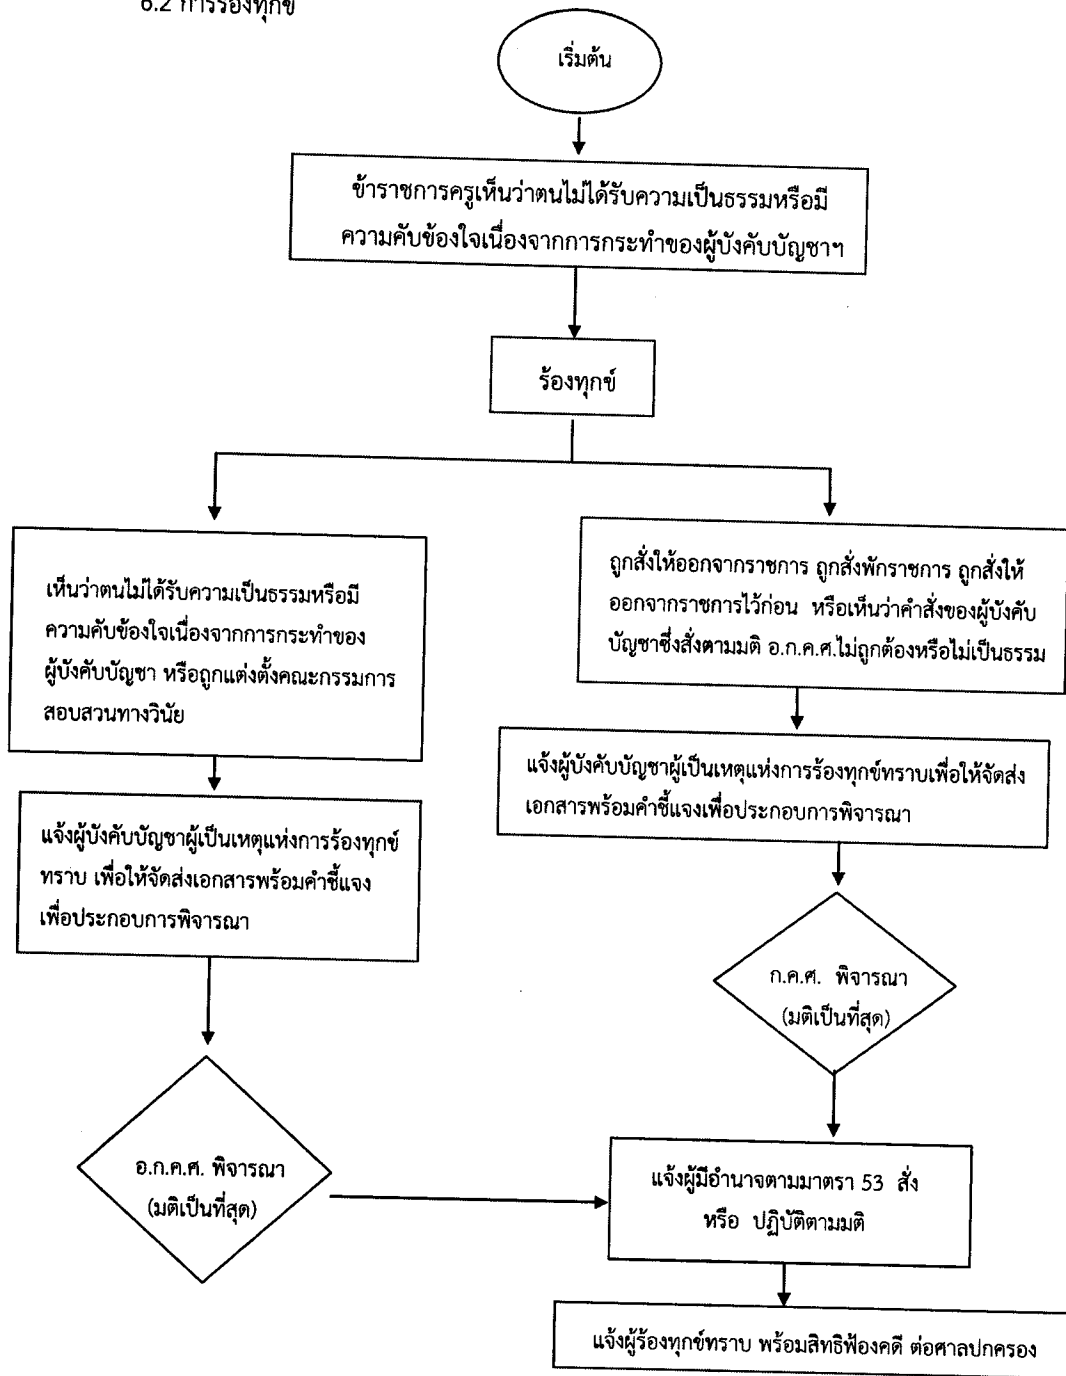 6.2 การร้องทุกข์
เริ่มต้น
ข้าราชการครูเห็นว่าตนไม่ได้รับความเป็นธรรมหรือมี
ความคับข้องใจเนื่องจากการกระทำของผู้บังคับบัญชาฯ
ร้องทุกข์
เห็นว่าตนไม่ได้รับความเป็นธรรมหรือมี
ความคับข้องใจเนื่องจากการกระทำของ
ผู้บังคับบัญชา หรือถูกแต่งตั้งคณะกรรมการ
สอบสวนทางวินัย
แจ้งผู้บังคับบัญชาผู้เป็นเหตุแห่งการร้องทุกข์
ทราบ เพื่อให้จัดส่งเอกสารพร้อมคำชี้แจง
เพื่อประกอบการพิจารณา
อ.ก.ค.ศ. พิจารณา
(มติเป็นที่สุด)
ถูกสั่งให้ออกจากราชการ ถูกสั่งพักราชการ ถูกสั่งให้
ออกจากราชการไว้ก่อน หรือเห็นว่าคำสั่งของผู้บังคับ
บัญชาซึ่งสั่งตามมติ อ.ก.ค.ศ.ไม่ถูกต้องหรือไม่เป็นธรรม
แจ้งผู้บังคับบัญชาผู้เป็นเหตุแห่งการร้องทุกข์ทราบเพื่อให้จัดส่ง
เอกสารพร้อมคำชี้แจงเพื่อประกอบการพิจารณา
ก.ค.ศ. พิจารณา
(มติเป็นที่สุด)
แจ้งผู้มีอำนาจตามมาตรา 53 สั่ง
หรือ ปฏิบัติตามมติ
แจ้งผู้ร้องทุกข์ทราบ พร้อมสิทธิฟ้องคดี ต่อศาลปกครอง